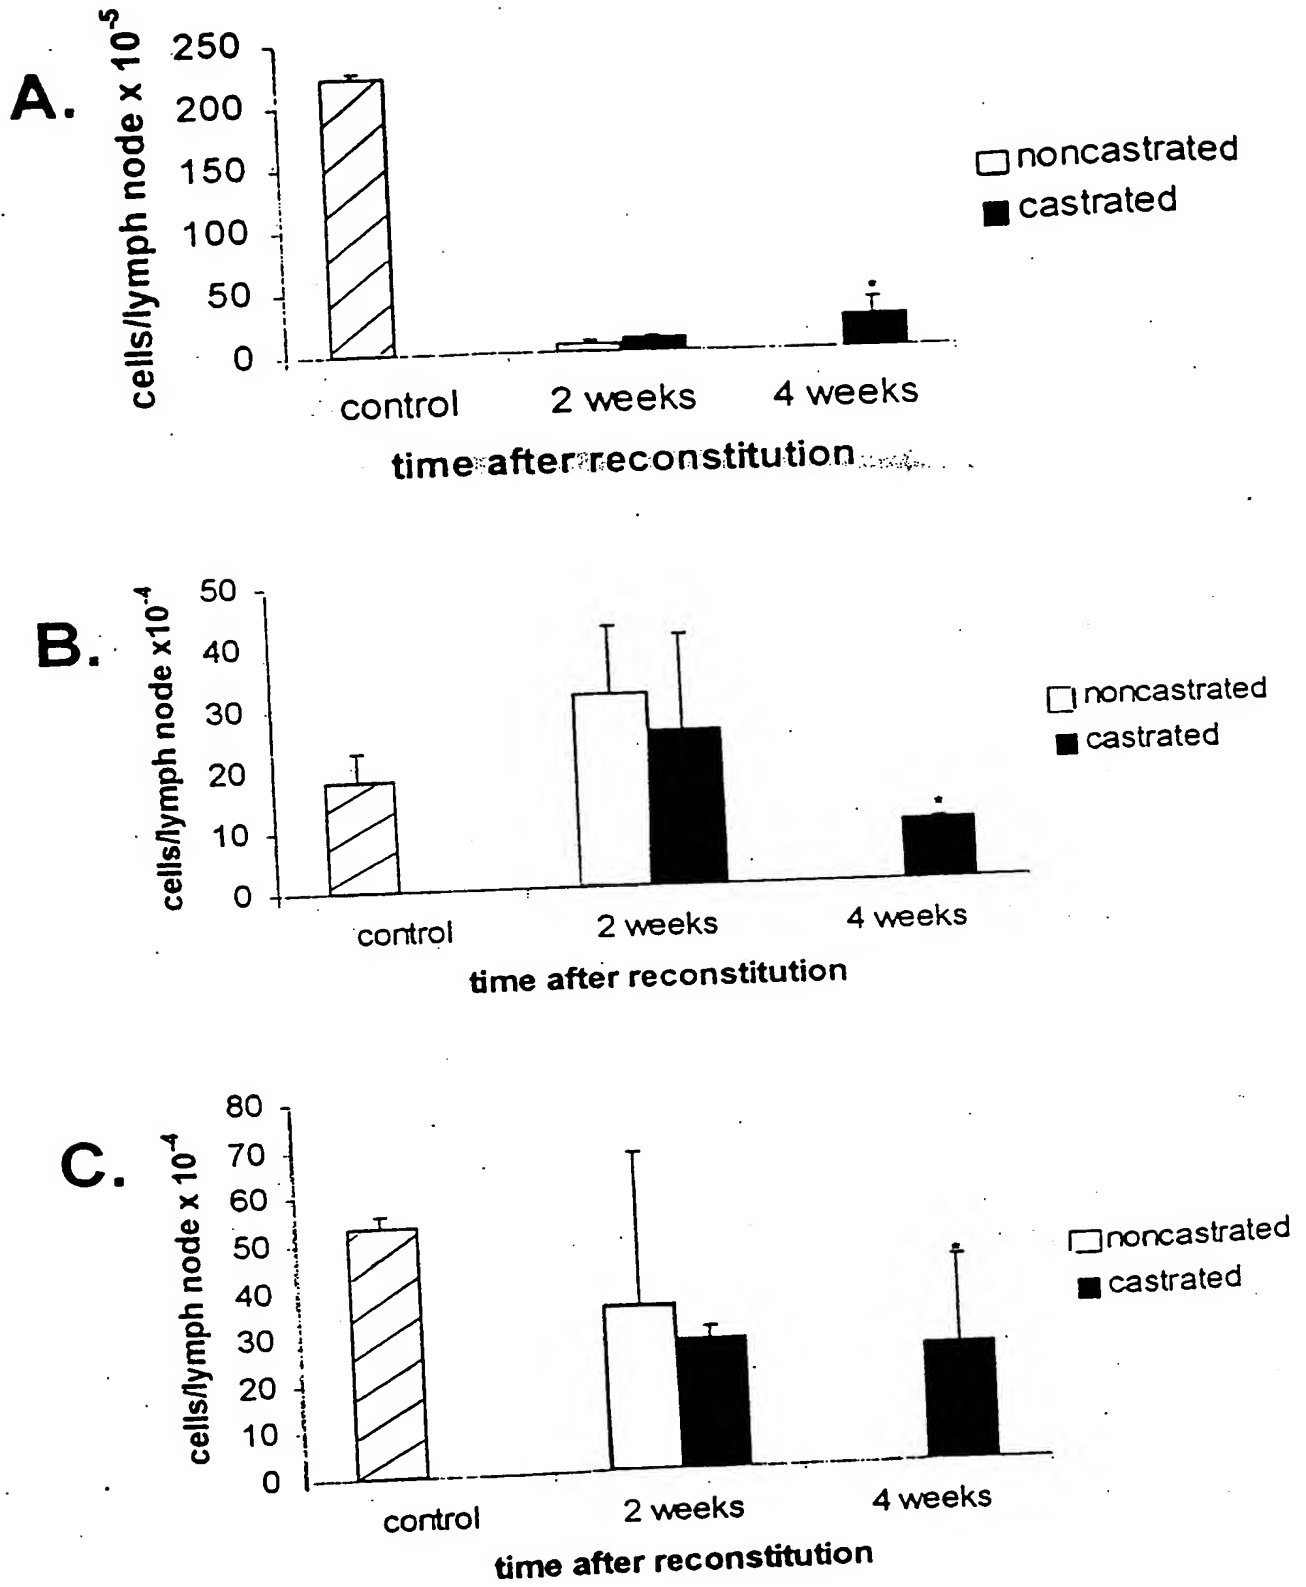 A.
cells/lymph node x 10-5
250
200
150
100
50
0
*
noncastrated
castrated
control
2 weeks
4 weeks
time after reconstitution
B.
cells/lymph node x10-4
50
40
30
20
10
0
*
noncastrated
castrated
control
2 weeks
4 weeks
time after reconstitution
C.
cells/lymph node x 10-4
80
70
60
50
40
30
20
10
0
*
noncastrated
castrated
control
2 weeks
4 weeks
time after reconstitution